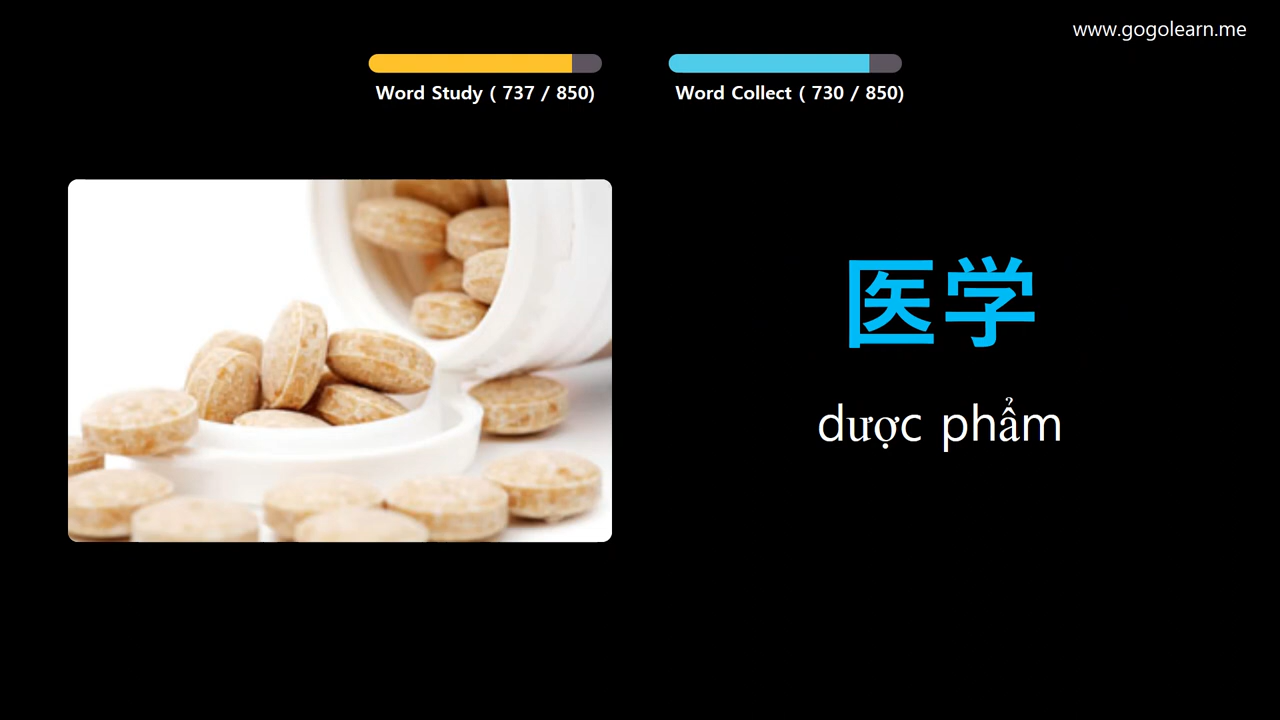 www.gogolearn.me
Word Study ( 737 / 850)
Word Collect ( 730 / 850)
医学
dược phẩm